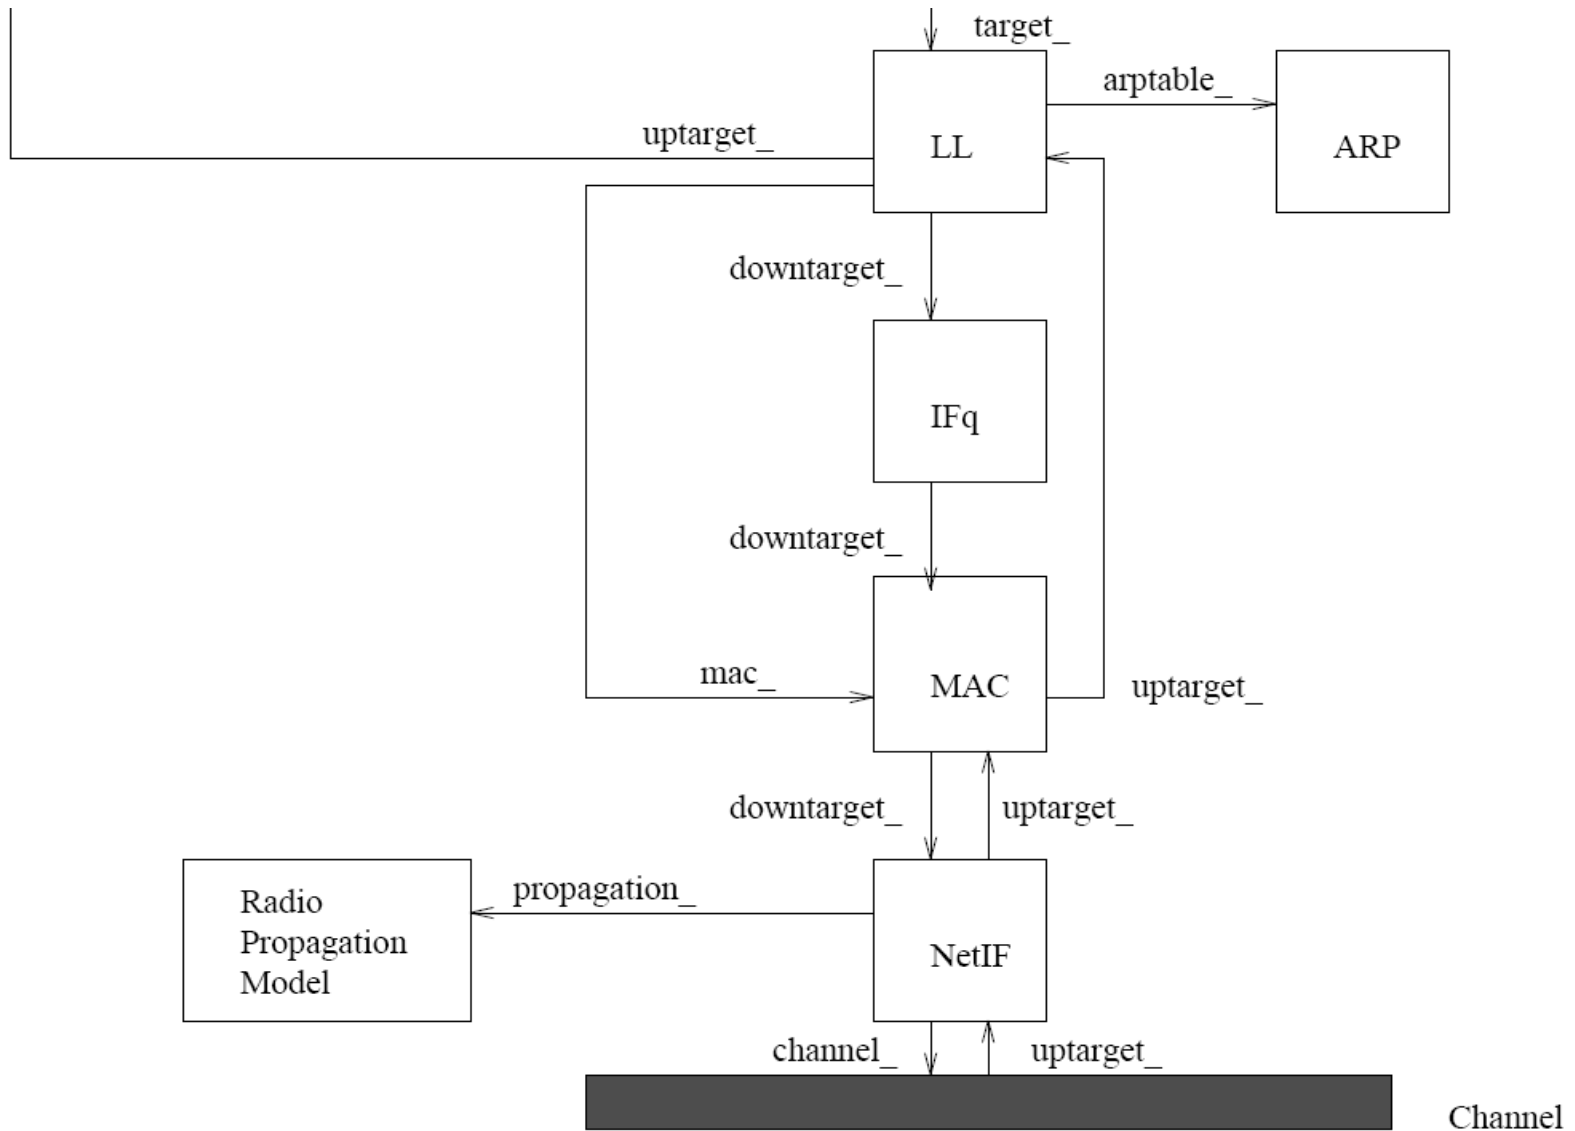 target_
arptable_
uptarget_
LL
ARP
downtarget_
IFq
downtarget_
mac_
MAC
uptarget_
downtarget_
uptarget_
propagation_
Radio
Propagation
Model
NetIF
channel_
uptarget_
Channel